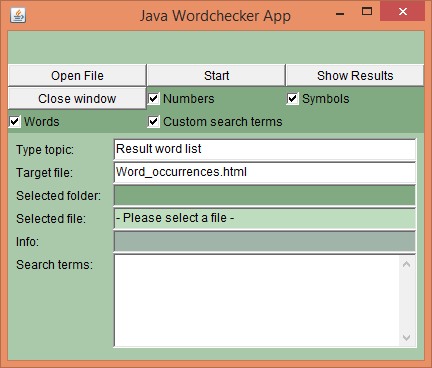 Java Wordchecker App
Open File Start Show Results
Close window Numbers Symbols
Words Custom search terms
Type topic: Result word list
Target file: Word_occurrences.html
Selected folder:
Selected file: - Please select a file -
Info:
Search terms: